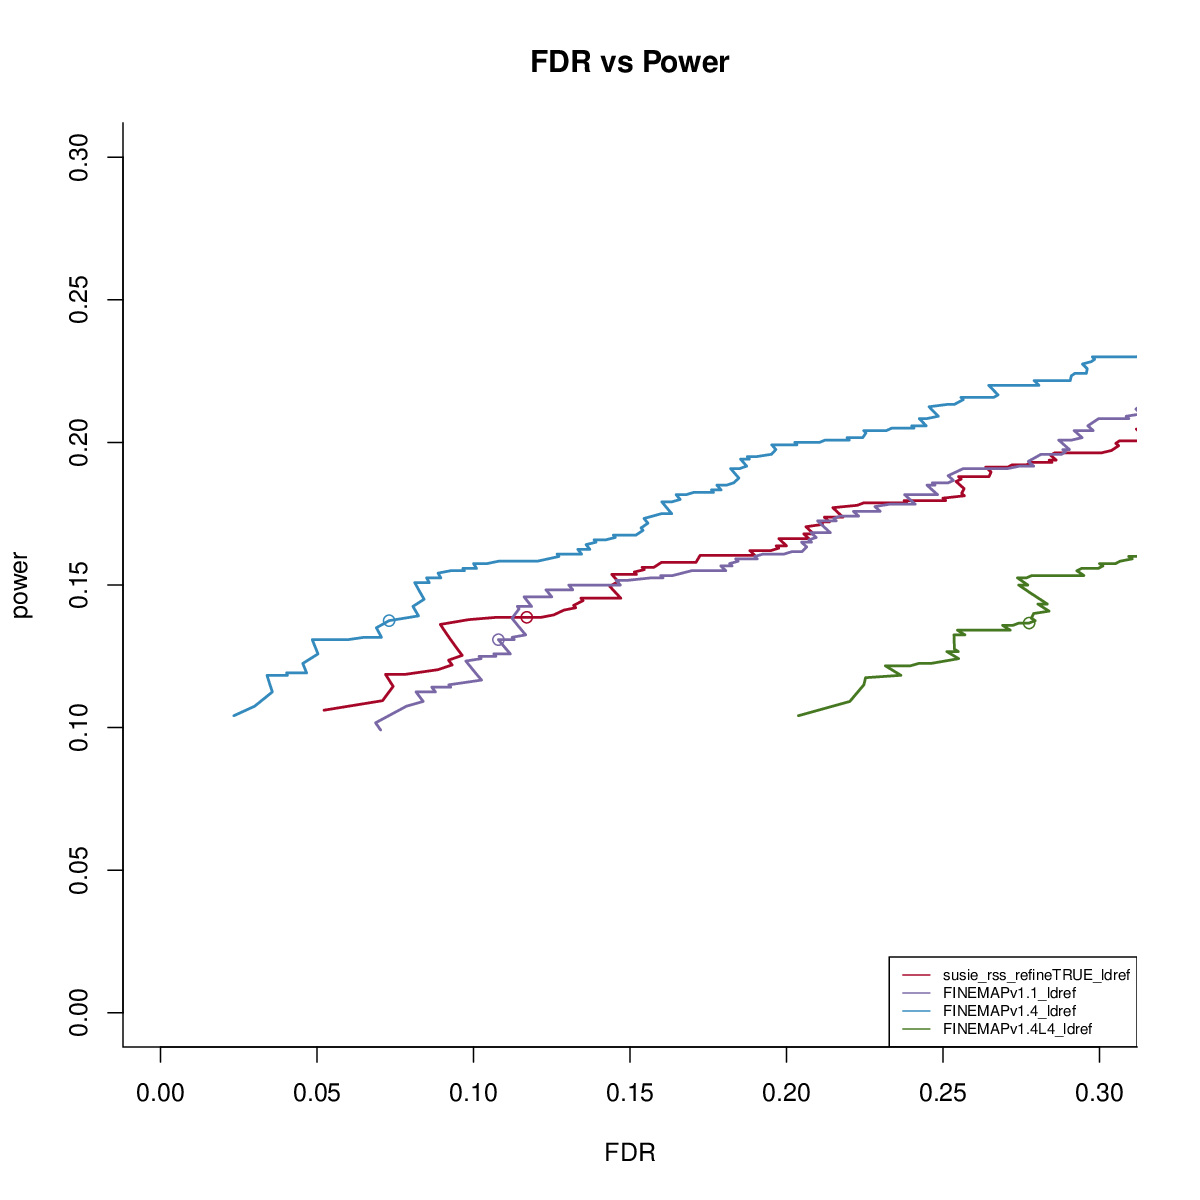 FDR vs Power
0.30
0.25
0.20
0.15
0.10
0.05
0.00
power
susie_rss_refineTRUE_ldref
FINEMAPv1.1_ldref
FINEMAPv1.4_ldref
FINEMAPv1.4L4_ldref
0.00 0.05 0.10 0.15 0.20 0.25 0.30
FDR